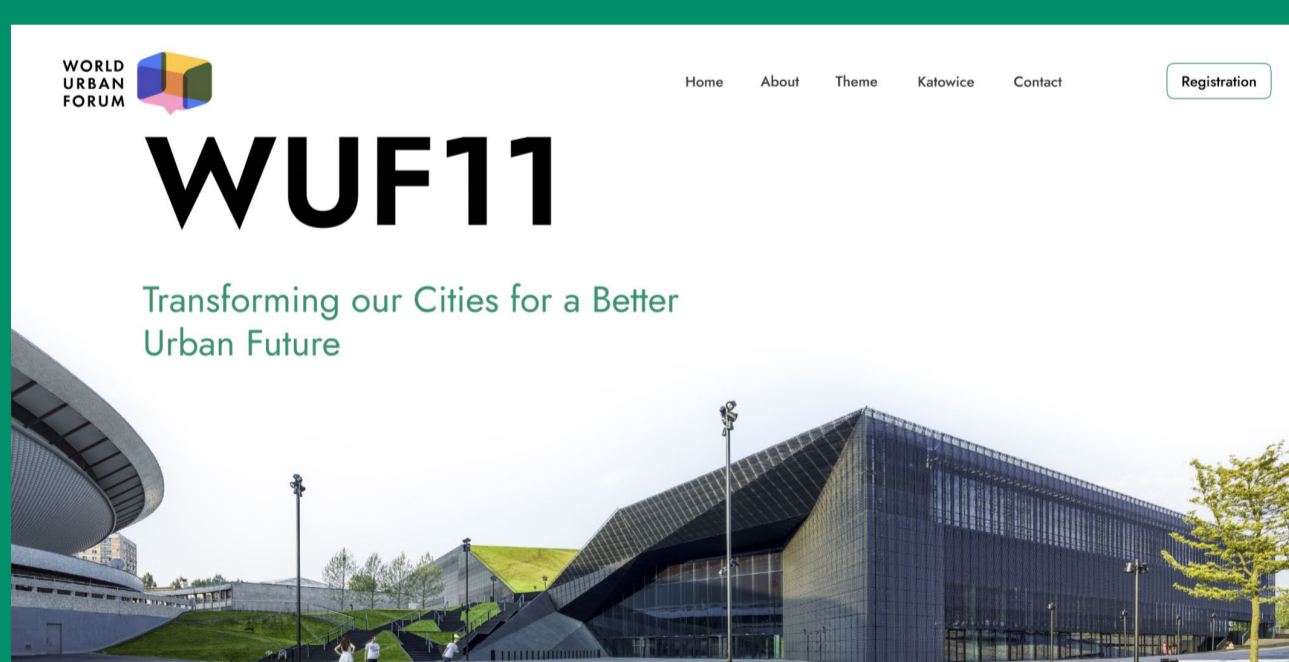 WORLD
URBAN
FORUM
Home About Theme Katowice Contact Registration
WUF11
Transforming our Cities for a Better
Urban Future